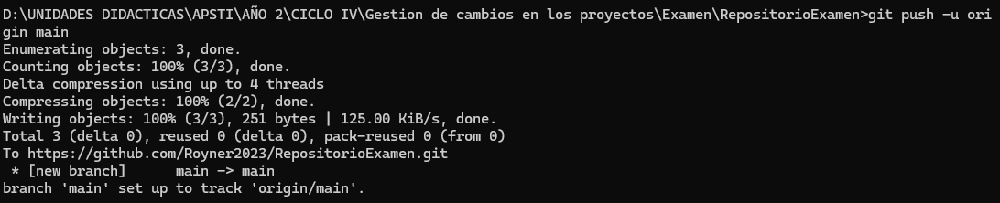 D:\UNIDADES DIDACTICAS\APSTI\AÑO 2\CICLO IV\Gestion de cambios en los proyectos\Examen\RepositorioExamen>git push -u ori
gin main
Enumerating objects: 3, done.
Counting objects: 100% (3/3), done.
Delta compression using up to 4 threads
Compressing objects: 100% (2/2), done.
Writing objects: 100% (3/3), 251 bytes | 125.00 KiB/s, done.
Total 3 (delta 0), reused 0 (delta 0), pack-reused 0 (from 0)
To https://github.com/Royner2023/RepositorioExamen.git
 * [new branch]      main -> main
branch 'main' set up to track 'origin/main'.